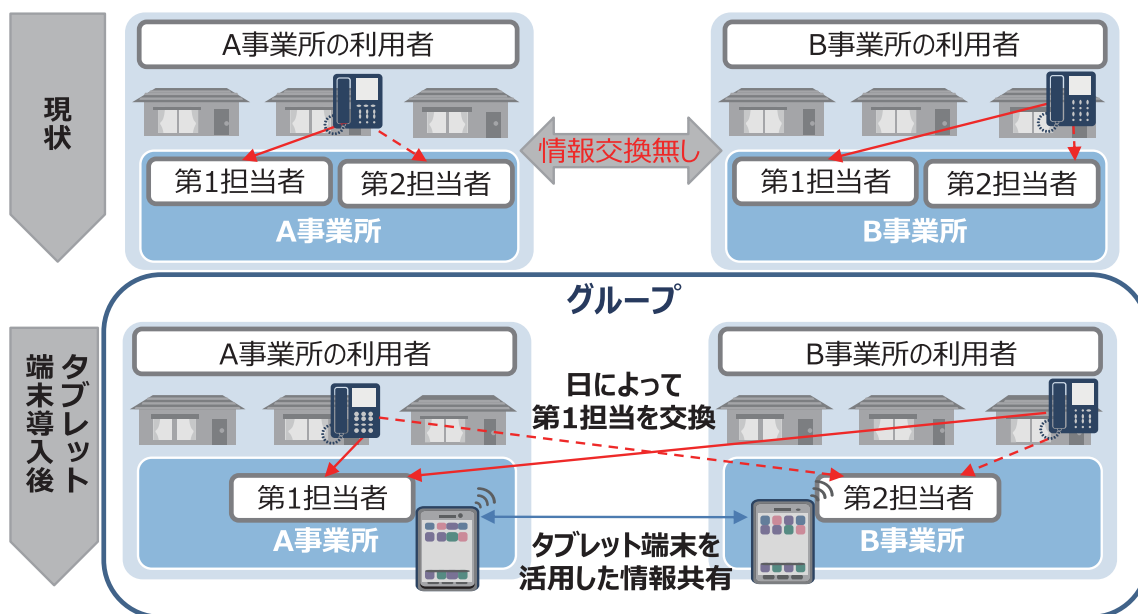 現状
A事業所の利用者
B事業所の利用者
情報交換無し
第1担当者
第2担当者
第1担当者
第2担当者
A事業所
B事業所
グループ
タブレット
端末導入後
A事業所の利用者
B事業所の利用者
日によって
第1担当を交換
第1担当者
第2担当者
A事業所
B事業所
タブレット端末を
活用した情報共有